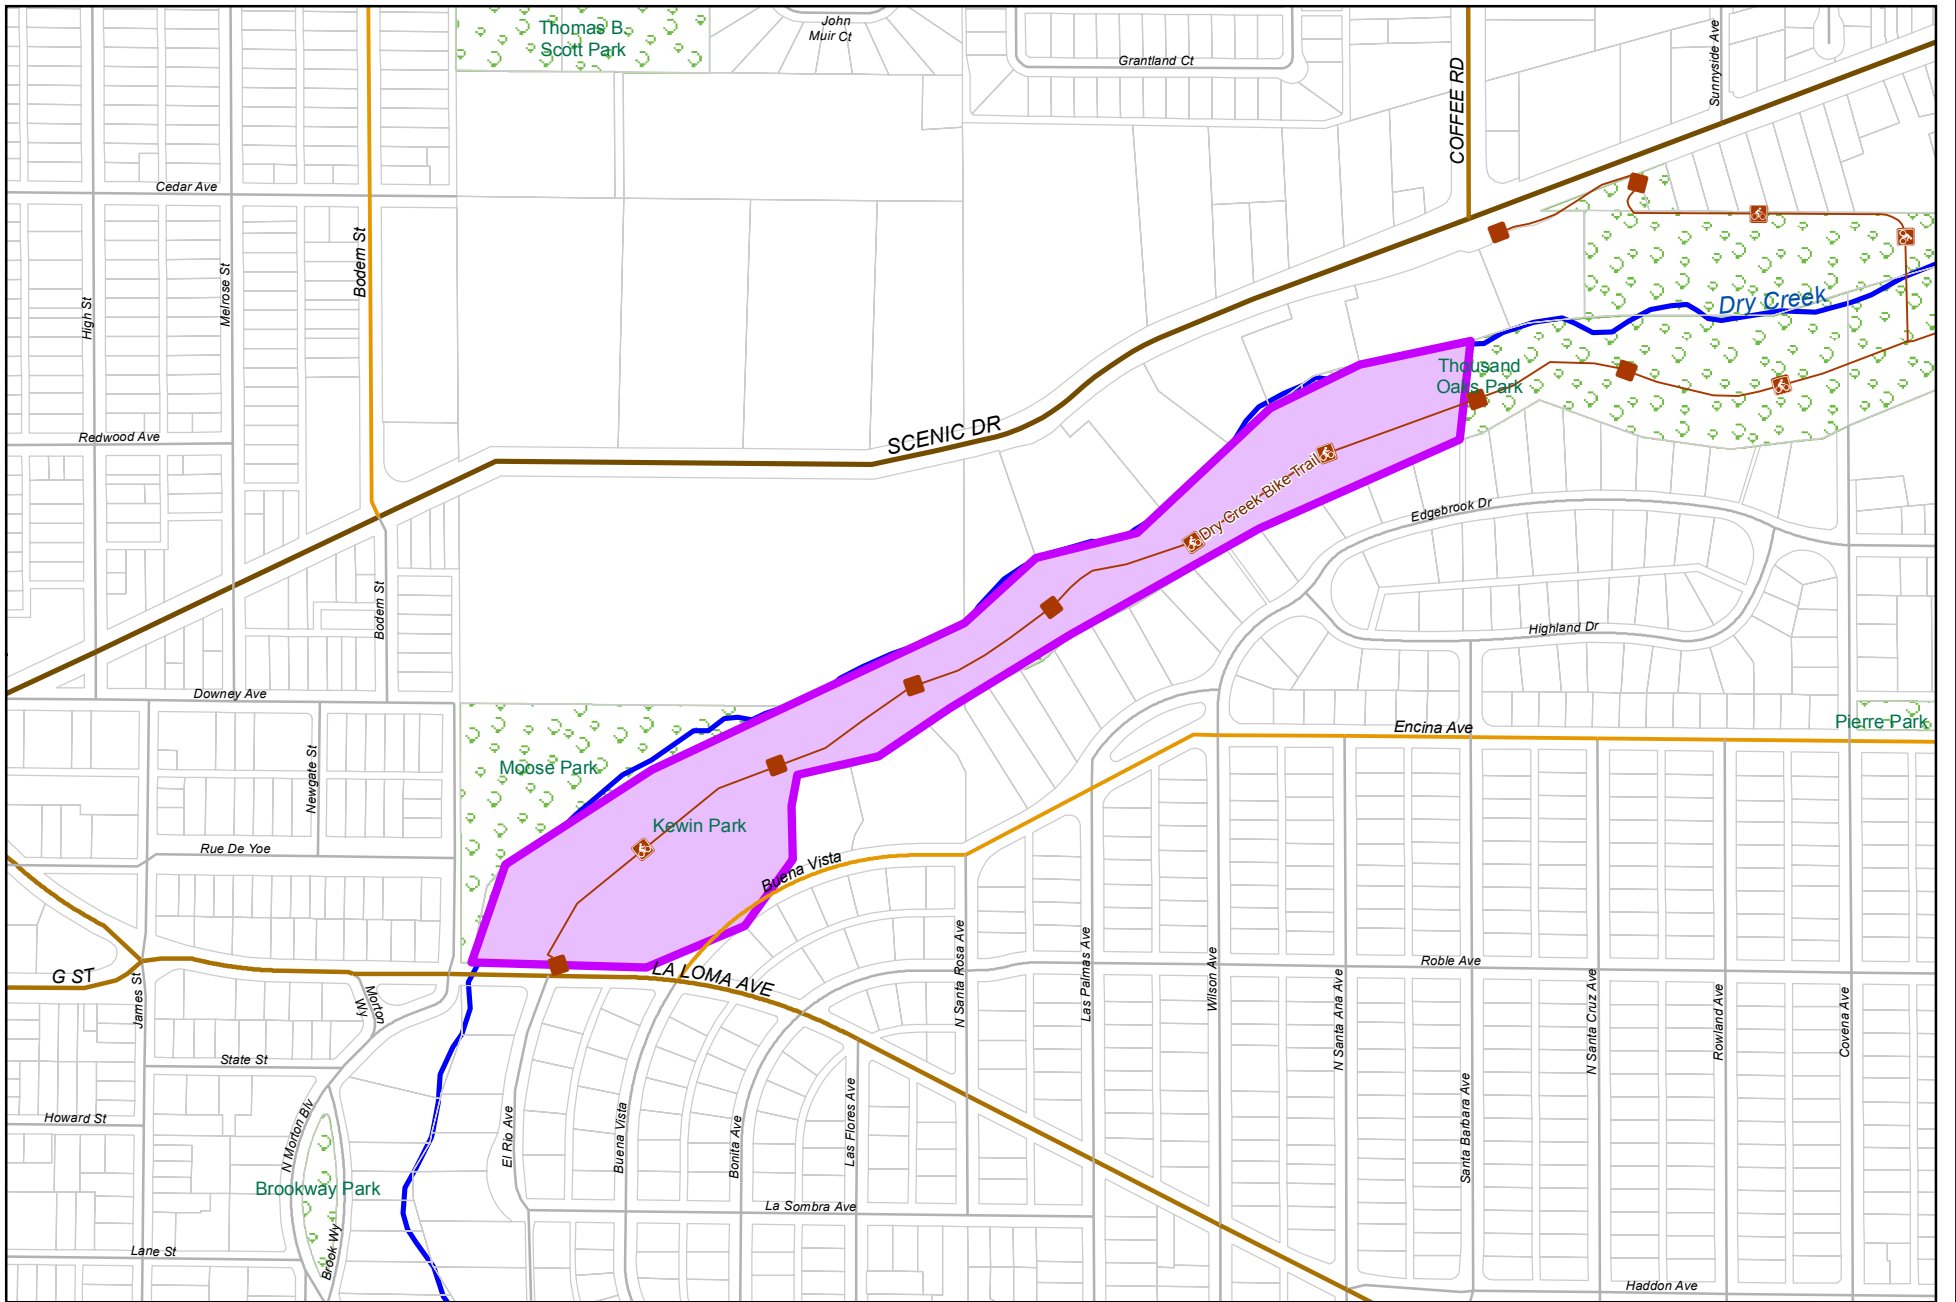 Thomas B.
Scott Park
John
Muir Ct
Grantland Ct
COFFEE RD
Sunnyside Ave
Cedar Ave
Bodem St
High St
Melrose St
Dry Creek
Thousand
Oaks Park
SCENIC DR
Redwood Ave
Dry Creek Bike Trail
Edgebrook Dr
Bodem St
Highland Dr
Downey Ave
Encina Ave
Pierre Park
Newgate St
Moose Park
Kewin Park
Rue De Yoe
Buena Vista
G ST
LA LOMA AVE
James St
Morton
Wy
N Santa Rosa Ave
Las Palmas Ave
Wilson Ave
Roble Ave
N Santa Ana Ave
N Santa Cruz Ave
Rowland Ave
Covena Ave
State St
Howard St
N Morton Blv
El Rio Ave
Buena Vista
Bonita Ave
Las Flores Ave
Santa Barbara Ave
Brookway Park
La Sombra Ave
Brook Wy
Lane St
Haddon Ave